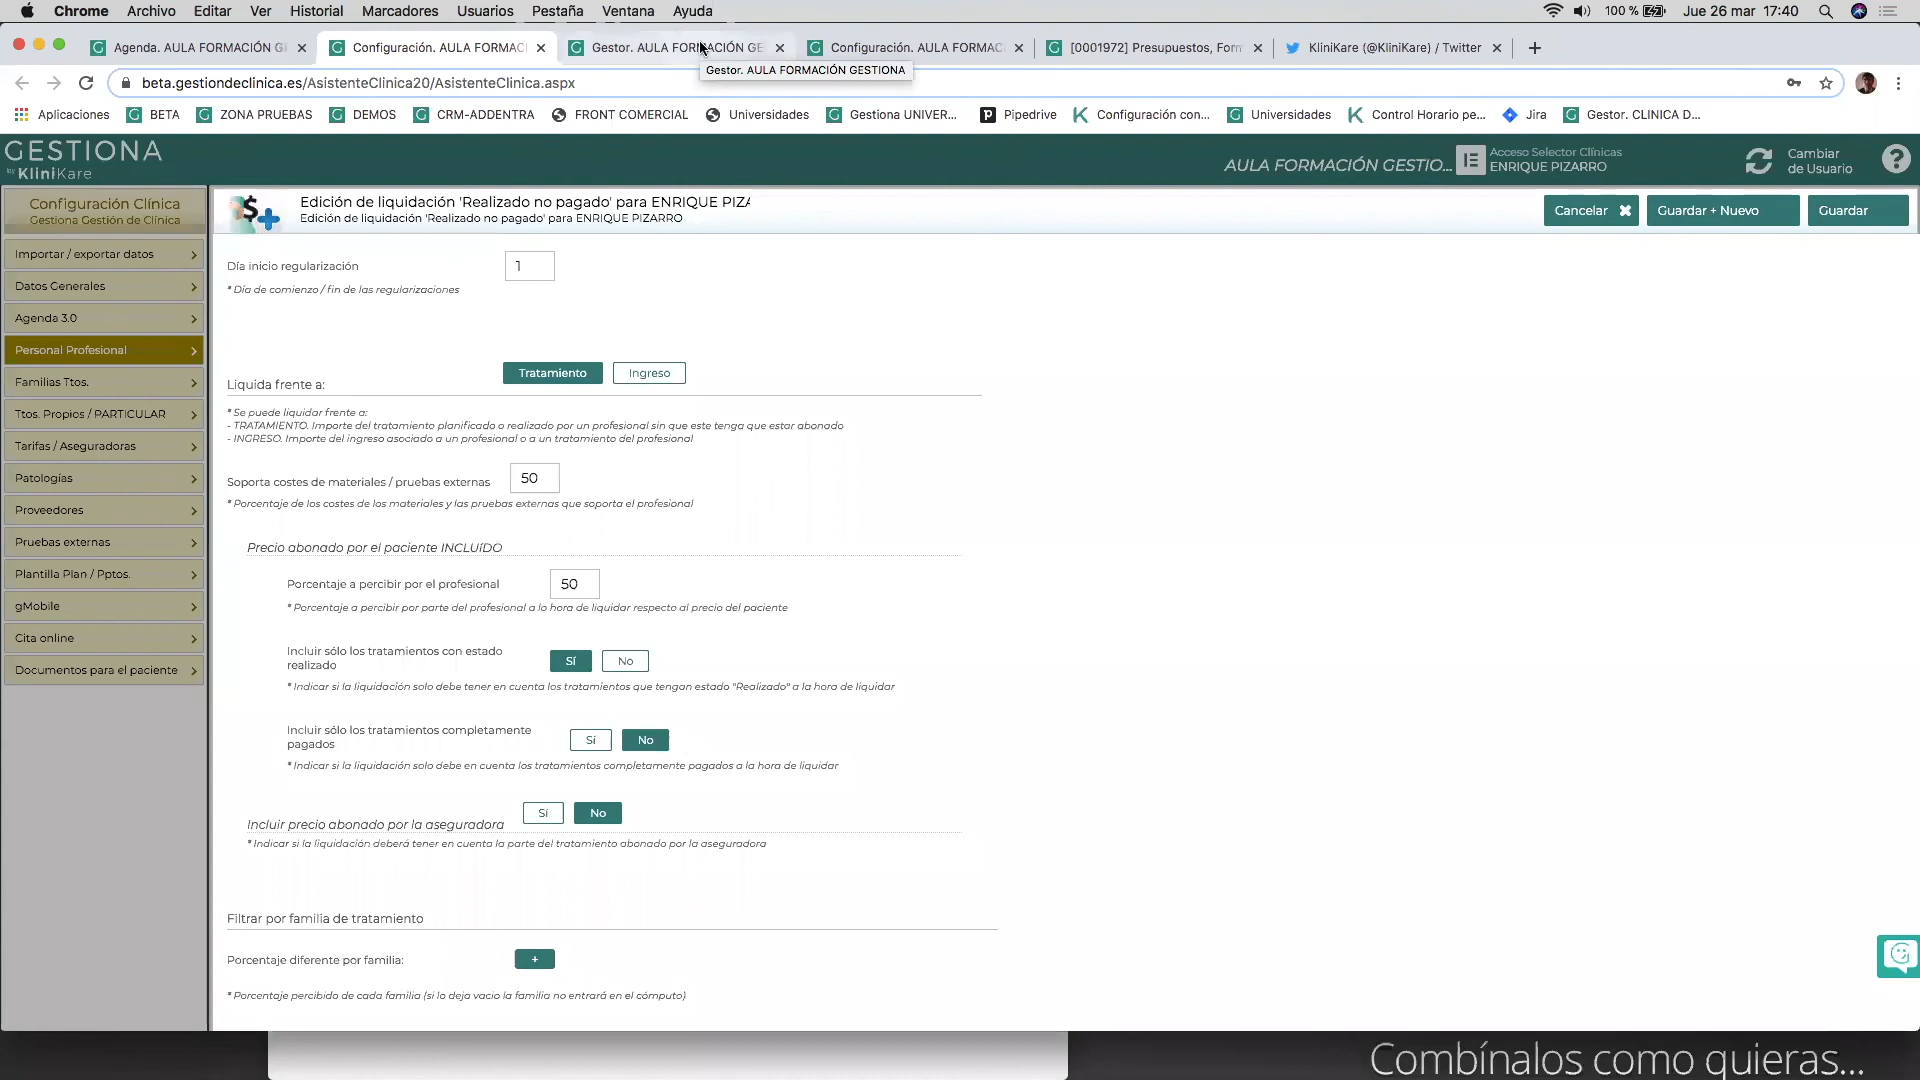 Chrome Archivo Editar Ver Historial Marcadores Usuarios Pestaña Ventana Ayuda 100 % Jue 26 mar 17:40
Agenda. AULA FORMACIÓN GE
Configuración. AULA FORMAC
Gestor. AULA FORMACIÓN GE
Configuración. AULA FORMAC
[0001972] Presupuestos, Form
KliniKare (@KliniKare) / Twitter
Gestor. AULA FORMACIÓN GESTIONA
beta.gestiondeclinica.es/AsistenteClinica20/AsistenteClinica.aspx
Aplicaciones BETA ZONA PRUEBAS DEMOS CRM-ADDENTRA FRONT COMERCIAL Universidades Gestiona UNIVER... Pipedrive Configuración con... Universidades Control Horario pe... Jira Gestor. CLINICA D...
GESTIONA
by KliniKare
AULA FORMACIÓN GESTIO...
Acceso Selector Clínicas
ENRIQUE PIZARRO
Cambiar
de Usuario
?
Configuración Clínica
Gestiona Gestión de Clínica
Importar / exportar datos
Datos Generales
Agenda 3.0
Personal Profesional
Familias Ttos.
Ttos. Propios / PARTICULAR
Tarifas / Aseguradoras
Patologías
Proveedores
Pruebas externas
Plantilla Plan / Pptos.
gMobile
Cita online
Documentos para el paciente
Edición de liquidación 'Realizado no pagado' para ENRIQUE PIZA
Edición de liquidación 'Realizado no pagado' para ENRIQUE PIZARRO
Cancelar ✖ Guardar + Nuevo Guardar
Día inicio regularización 1
* Día de comienzo / fin de las regularizaciones
Liquida frente a: Tratamiento Ingreso
* Se puede liquidar frente a:
- TRATAMIENTO. Importe del tratamiento planificado o realizado por un profesional sin que este tenga que estar abonado
- INGRESO. Importe del ingreso asociado a un profesional o a un tratamiento del profesional
Soporta costes de materiales / pruebas externas 50
* Porcentaje de los costes de los materiales y las pruebas externas que soporta el profesional
Precio abonado por el paciente INCLUÍDO
Porcentaje a percibir por el profesional 50
* Porcentaje a percibir por parte del profesional a lo hora de liquidar respecto al precio del paciente
Incluir sólo los tratamientos con estado
realizado Sí No
* Indicar si la liquidación solo debe tener en cuenta los tratamientos que tengan estado "Realizado" a la hora de liquidar
Incluir sólo los tratamientos completamente
pagados Sí No
* Indicar si la liquidación solo debe en cuenta los tratamientos completamente pagados a la hora de liquidar
Incluir precio abonado por la aseguradora Sí No
* Indicar si la liquidación deberá tener en cuenta la parte del tratamiento abonado por la aseguradora
Filtrar por familia de tratamiento
Porcentaje diferente por familia: +
* Porcentaje percibido de cada familia (si lo deja vacio la familia no entrará en el cómputo)
Combínalos como quieras...